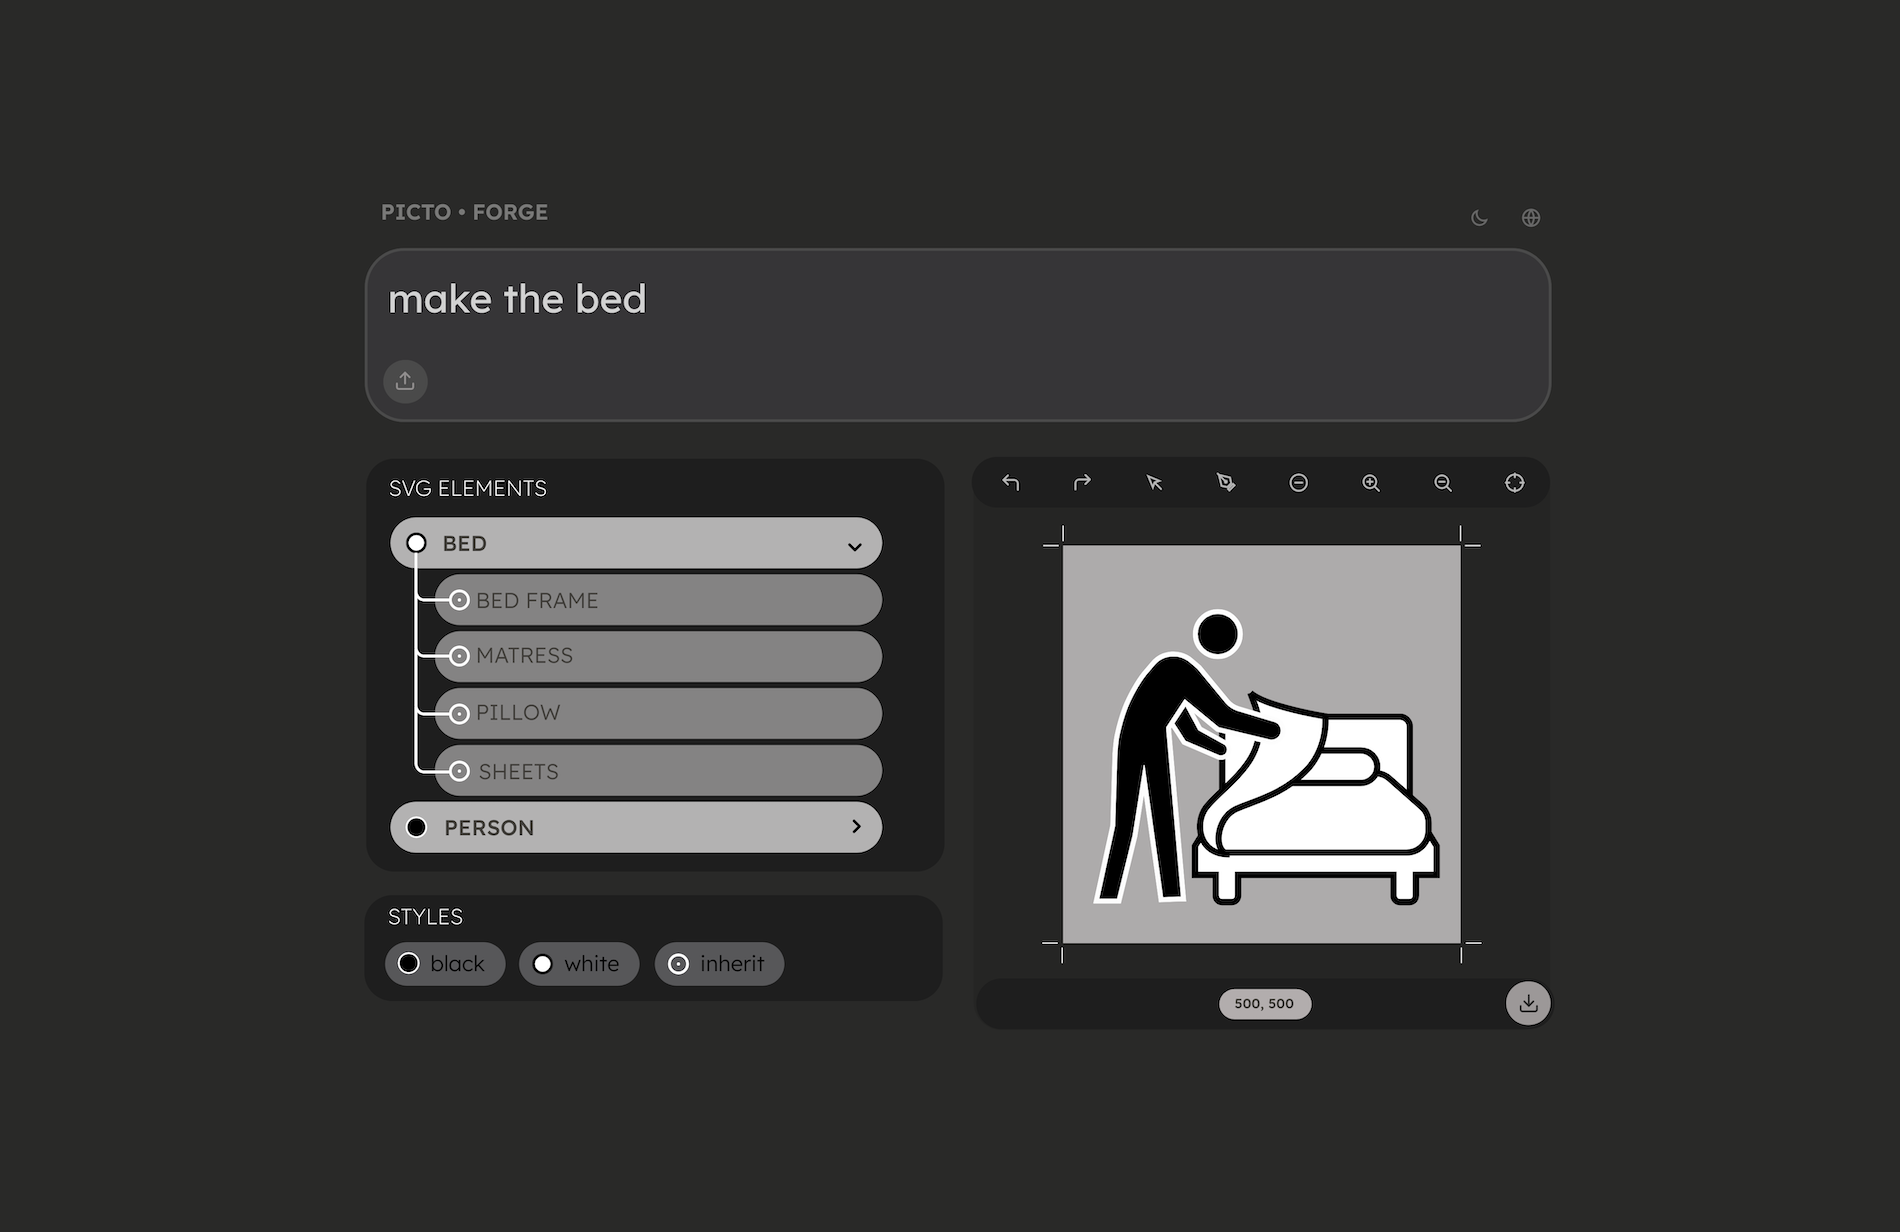 PICTO • FORGE
make the bed
SVG ELEMENTS
BED
BED FRAME
MATRESS
PILLOW
SHEETS
PERSON
STYLES
black white inherit
500, 500